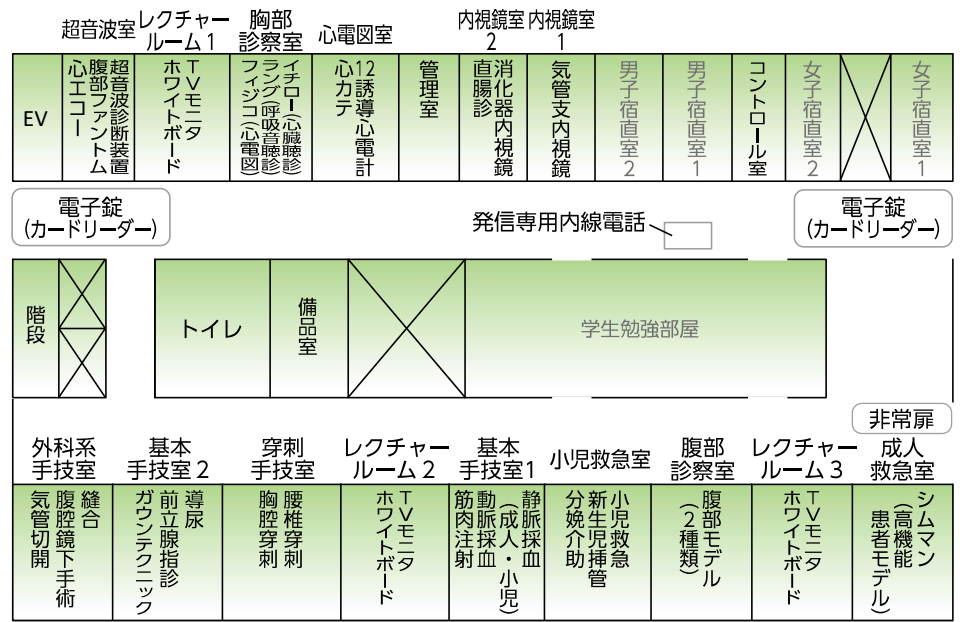 超音波室
レクチャー
ルーム1
胸部
診察室
心電図室
内視鏡室
2
内視鏡室
1
EV
超音波診断装置
腹部ファントム
心エコー
TVモニタ
ホワイトボード
イチロー(心臓聴診)
ラング(呼吸音聴診)
フィジコ(心電図)
12誘導心電計
心カテ
管理室
消化器内視鏡
直腸診
気管支内視鏡
男子宿直室2
男子宿直室1
コントロール室
女子宿直室2
女子宿直室1
電子錠
(カードリーダー)
発信専用内線電話
電子錠
(カードリーダー)
階段
トイレ
備品室
学生勉強部屋
非常扉
外科系
手技室
基本
手技室2
穿刺
手技室
レクチャー
ルーム2
基本
手技室1
小児救急室
腹部
診察室
レクチャー
ルーム3
成人
救急室
縫合
腹腔鏡下手術
気管切開
導尿
前立腺指診
ガウンテクニック
腰椎穿刺
胸腔穿刺
TVモニタ
ホワイトボード
静脈採血
(成人・小児)
動脈採血
筋肉注射
小児救急
新生児挿管
分娩介助
腹部モデル
(2種類)
TVモニタ
ホワイトボード
シムマン
(高機能
患者モデル)